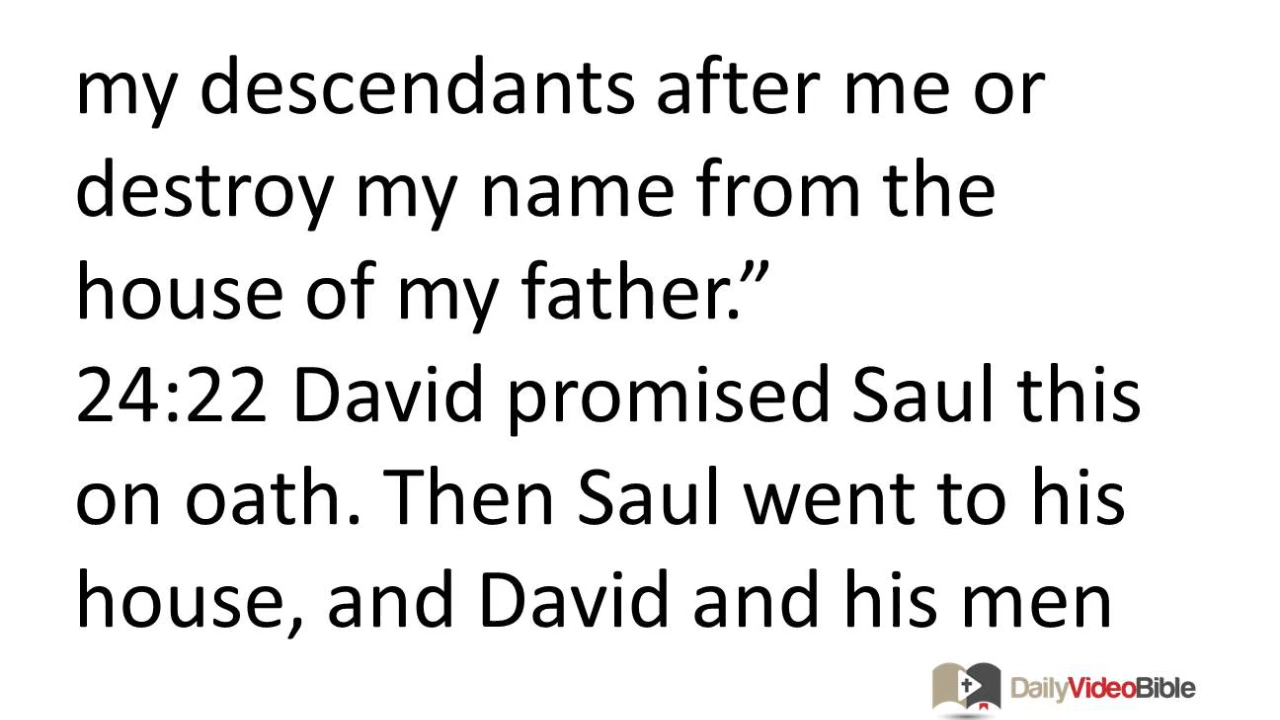 my descendants after me or
destroy my name from the
house of my father.”
24:22 David promised Saul this
on oath. Then Saul went to his
house, and David and his men
DailyVideoBible